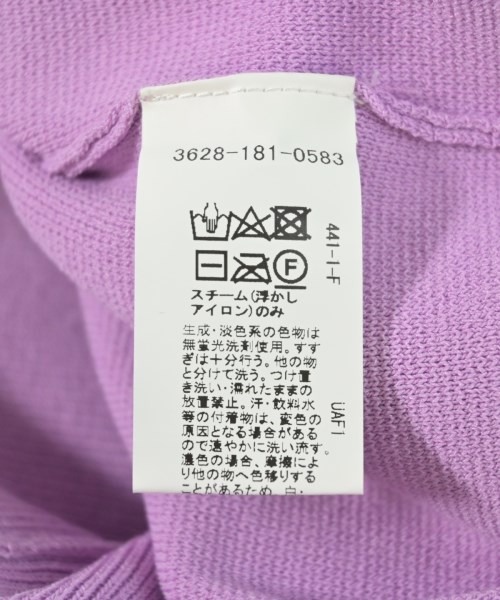 3628-181-0583
F
スチーム(浮かし
アイロン)のみ
生成・淡色系の色物は
無蛍光洗剤使用。すす
ぎは十分行う。他の物
と分けて洗う。つけ置
き洗い・濡れたままの
放置禁止。汗・飲料水
等の付着物は、変色の
原因となる場合がある
ので速やかに洗い流す。
濃色の場合、摩擦によ
り他の物へ色移りする
ことがあるため、白・
441-1-F
UAF1